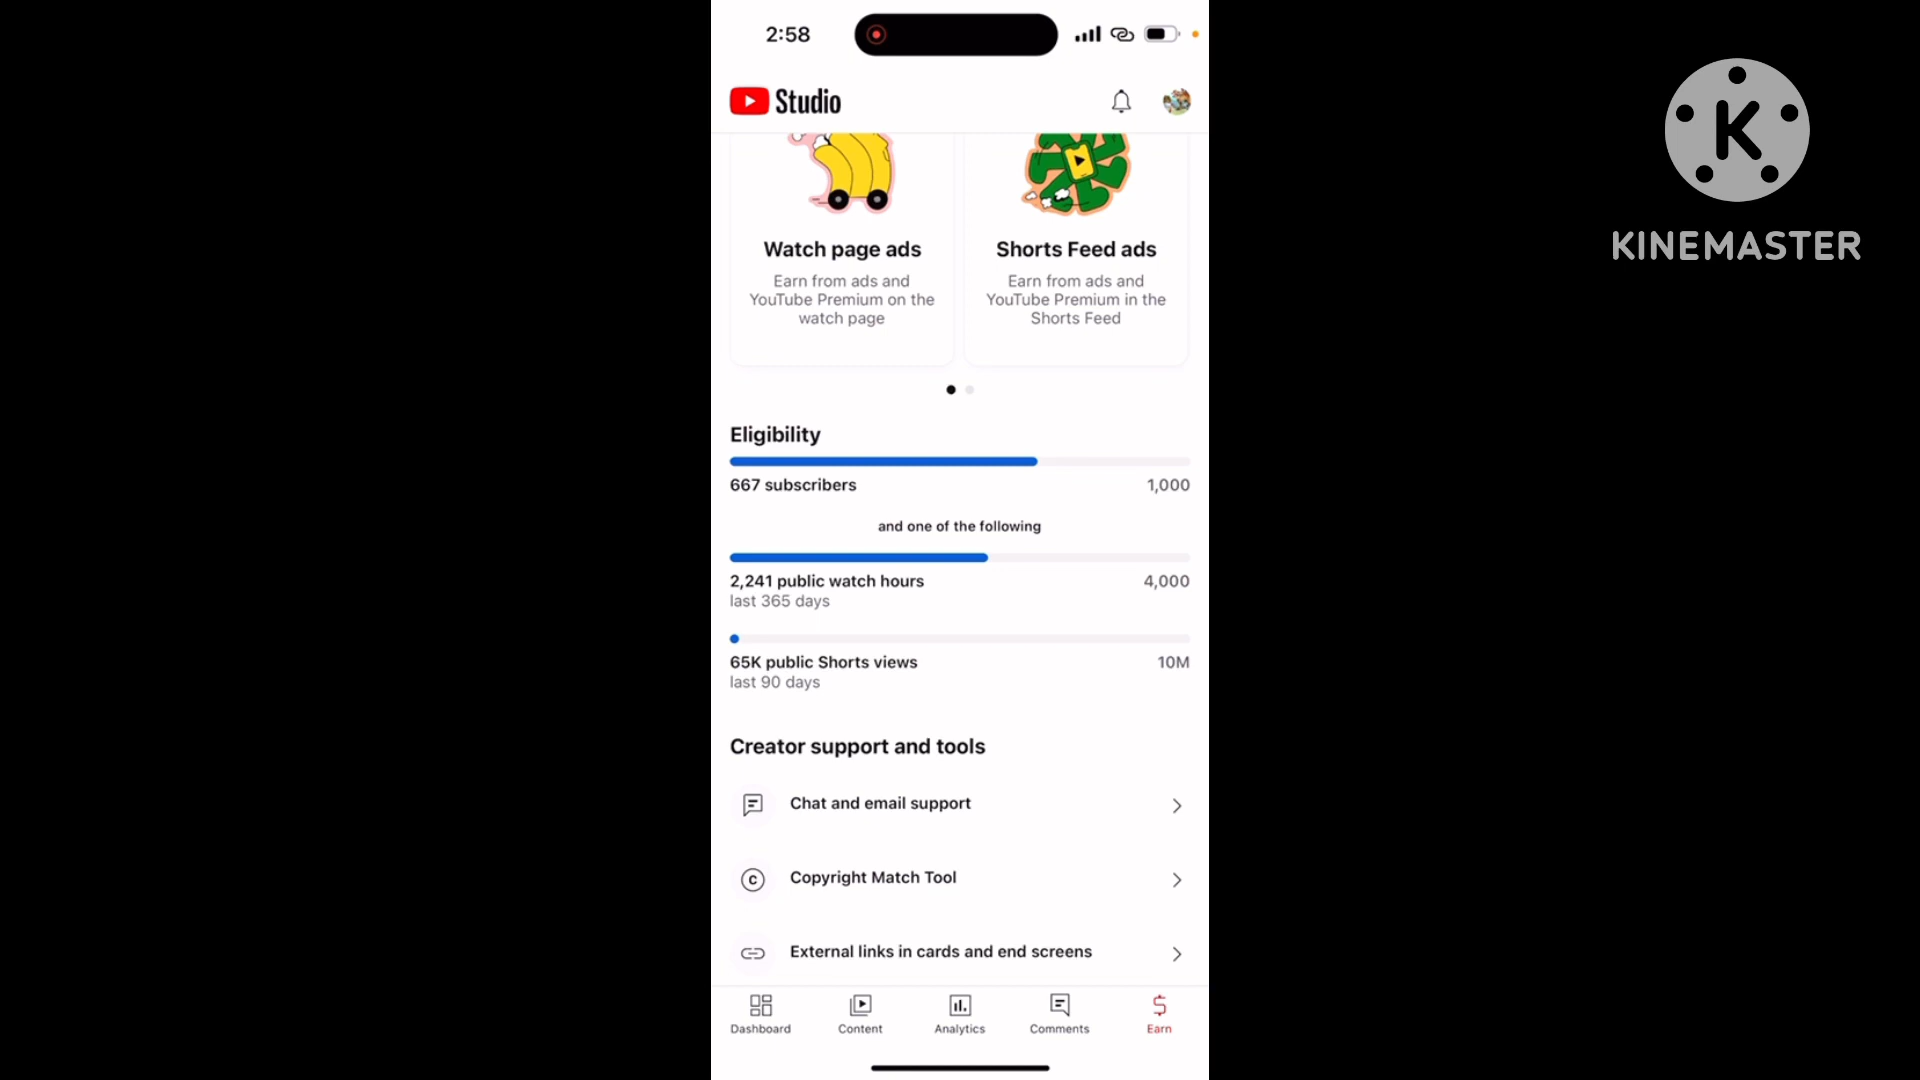 2:58
Studio
K
KINEMASTER
Watch page ads
Earn from ads and
YouTube Premium on the
watch page
Shorts Feed ads
Earn from ads and
YouTube Premium in the
Shorts Feed
Eligibility
667 subscribers 1,000
and one of the following
2,241 public watch hours 4,000
last 365 days
65K public Shorts views 10M
last 90 days
Creator support and tools
Chat and email support
Copyright Match Tool
External links in cards and end screens
Dashboard Content Analytics Comments Earn